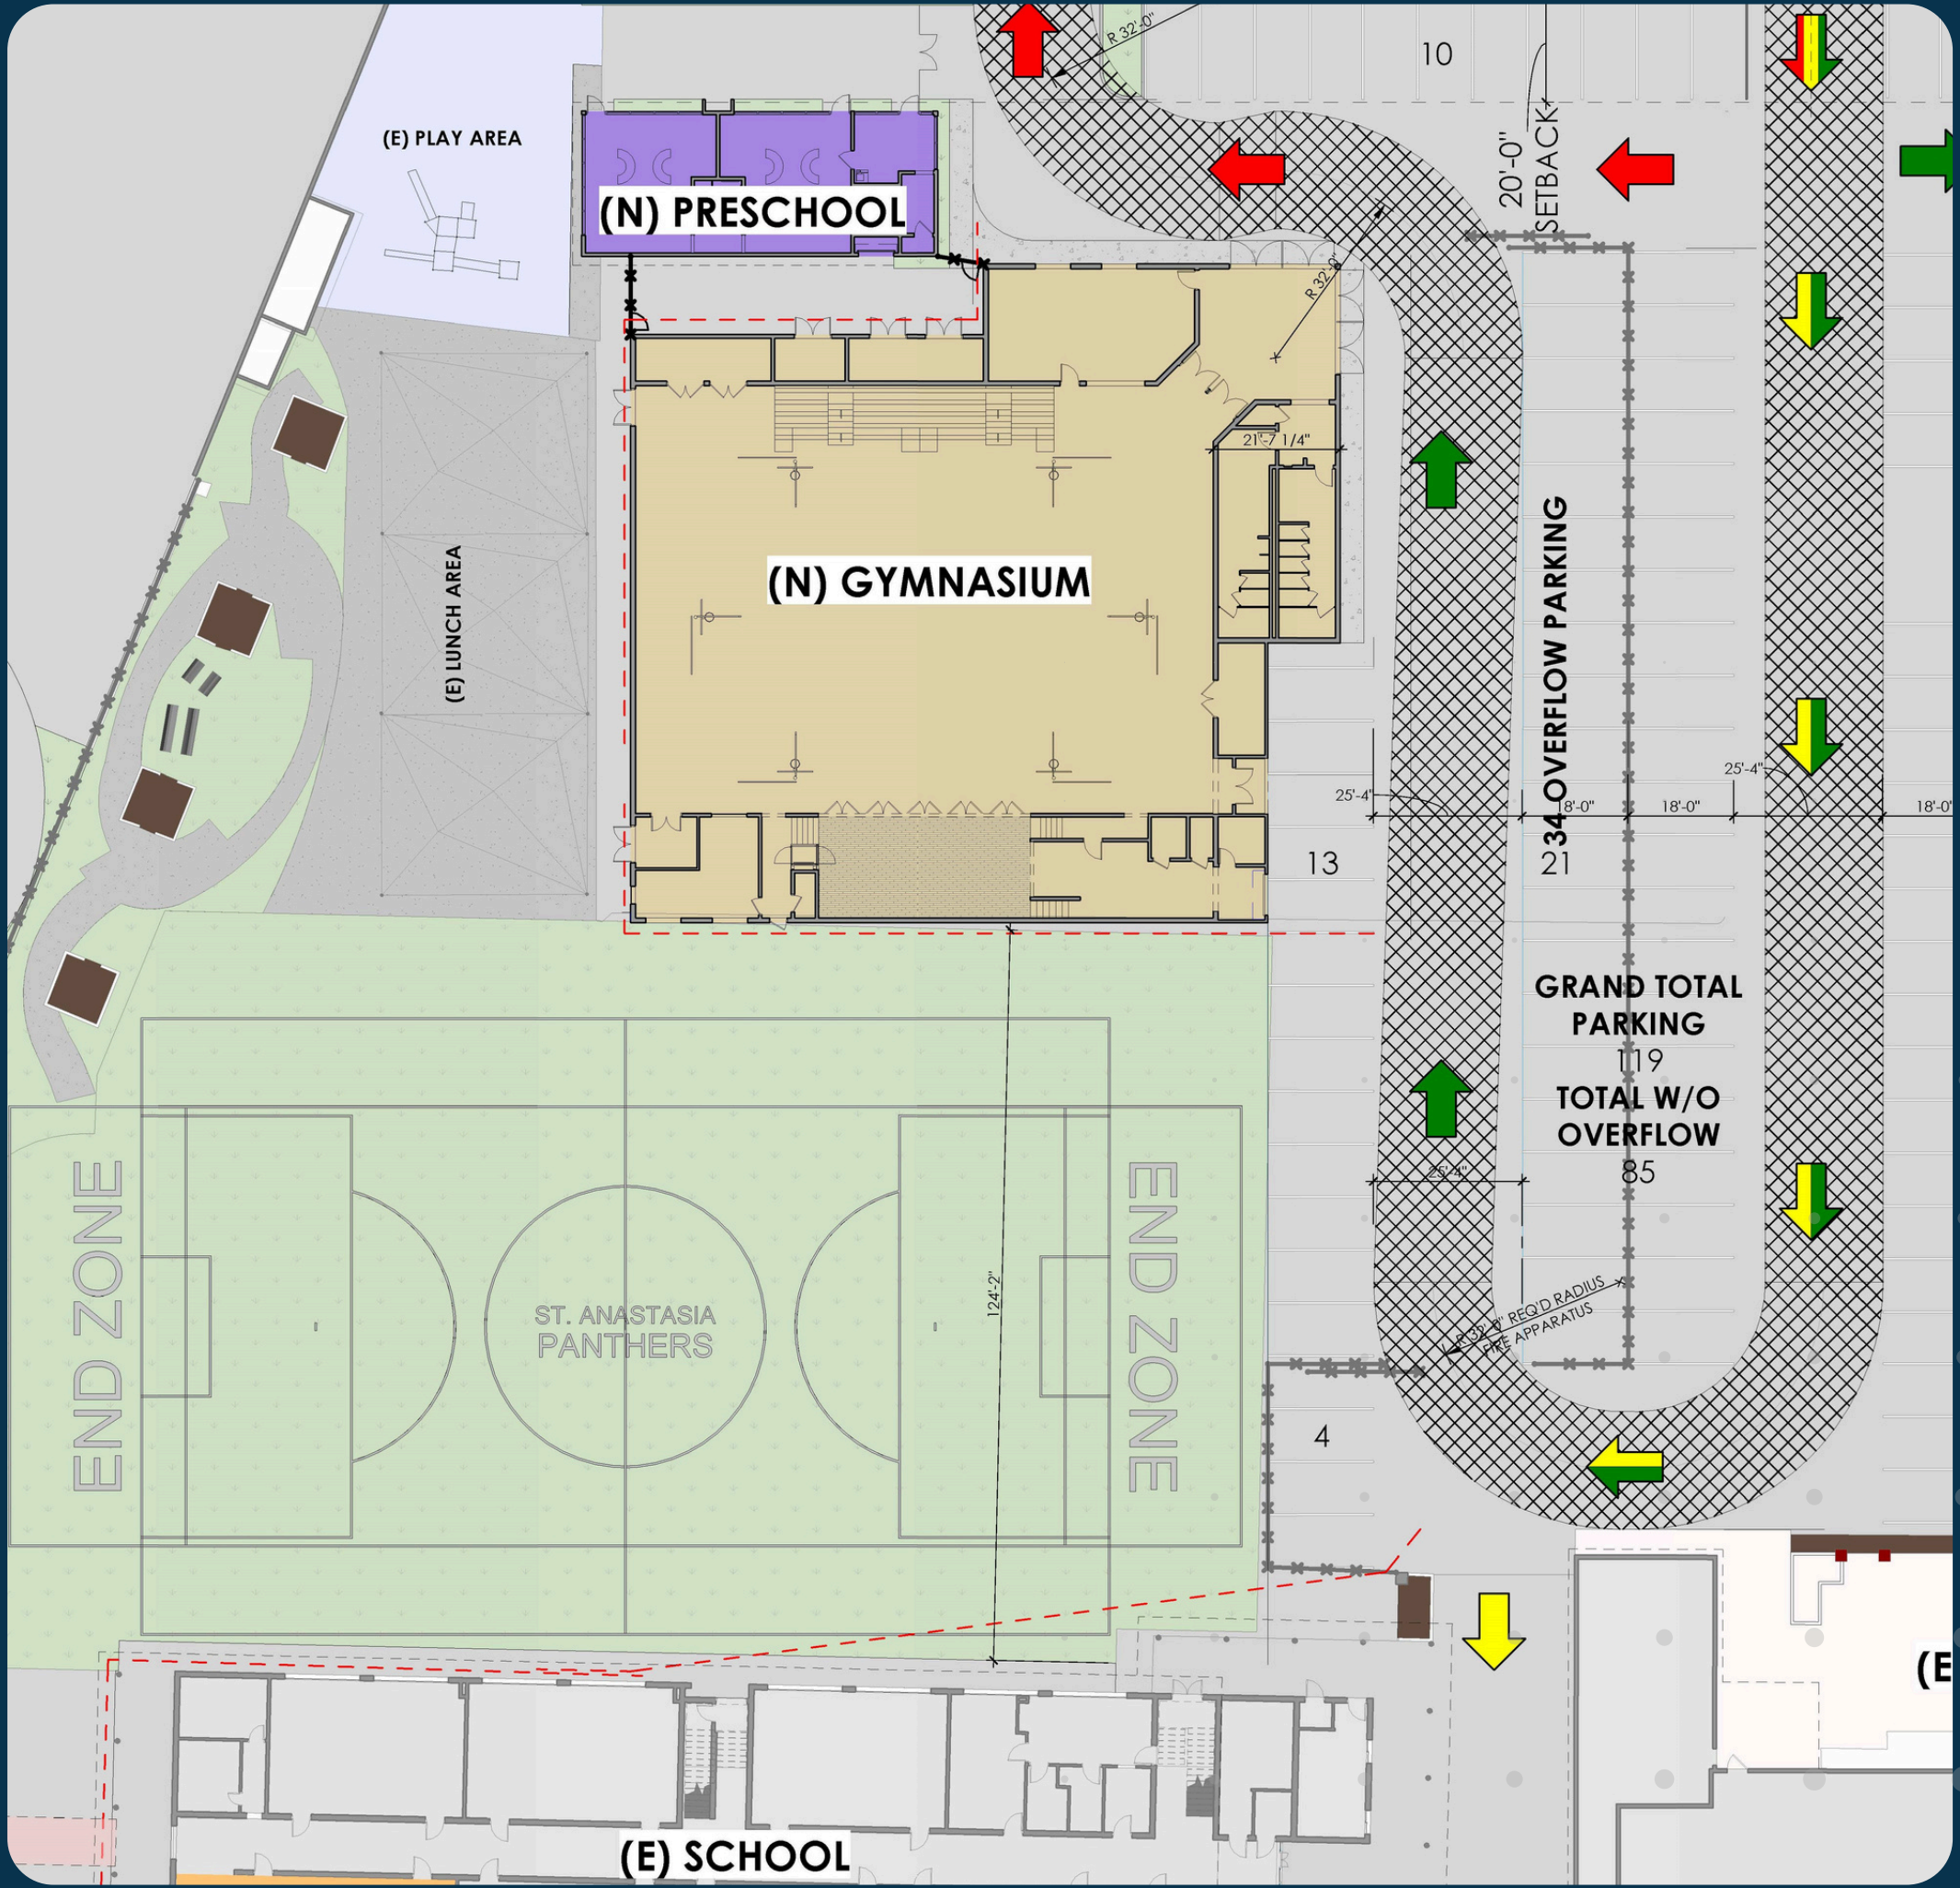 R 32'-0"
10
(E) PLAY AREA
20'-0"
SETBACK
(N) PRESCHOOL
R 32'-0"
21'-7 1/4"
(E) LUNCH AREA
(N) GYMNASIUM
34 OVERFLOW PARKING
25'-4"
25'-4"
8'-0"
18'-0"
18'-0"
13
21
GRAND TOTAL
PARKING
119
TOTAL W/O
OVERFLOW
85
25'-4"
END ZONE
ST. ANASTASIA
PANTHERS
END ZONE
124'-2"
R 32'-0" REQ'D RADIUS
FIRE APPARATUS
4
(E
(E) SCHOOL